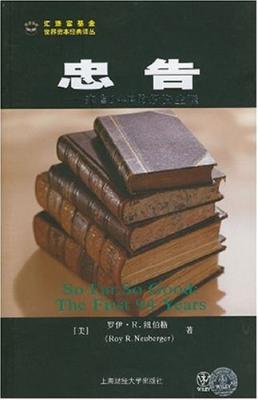 汇添富基金
世界资本经典译丛
忠告
So Far So Good:
The First 94 Years
[美] 罗伊·R.纽伯格
(Roy R. Neuberger) 著
上海财经大学出版社
WILEY